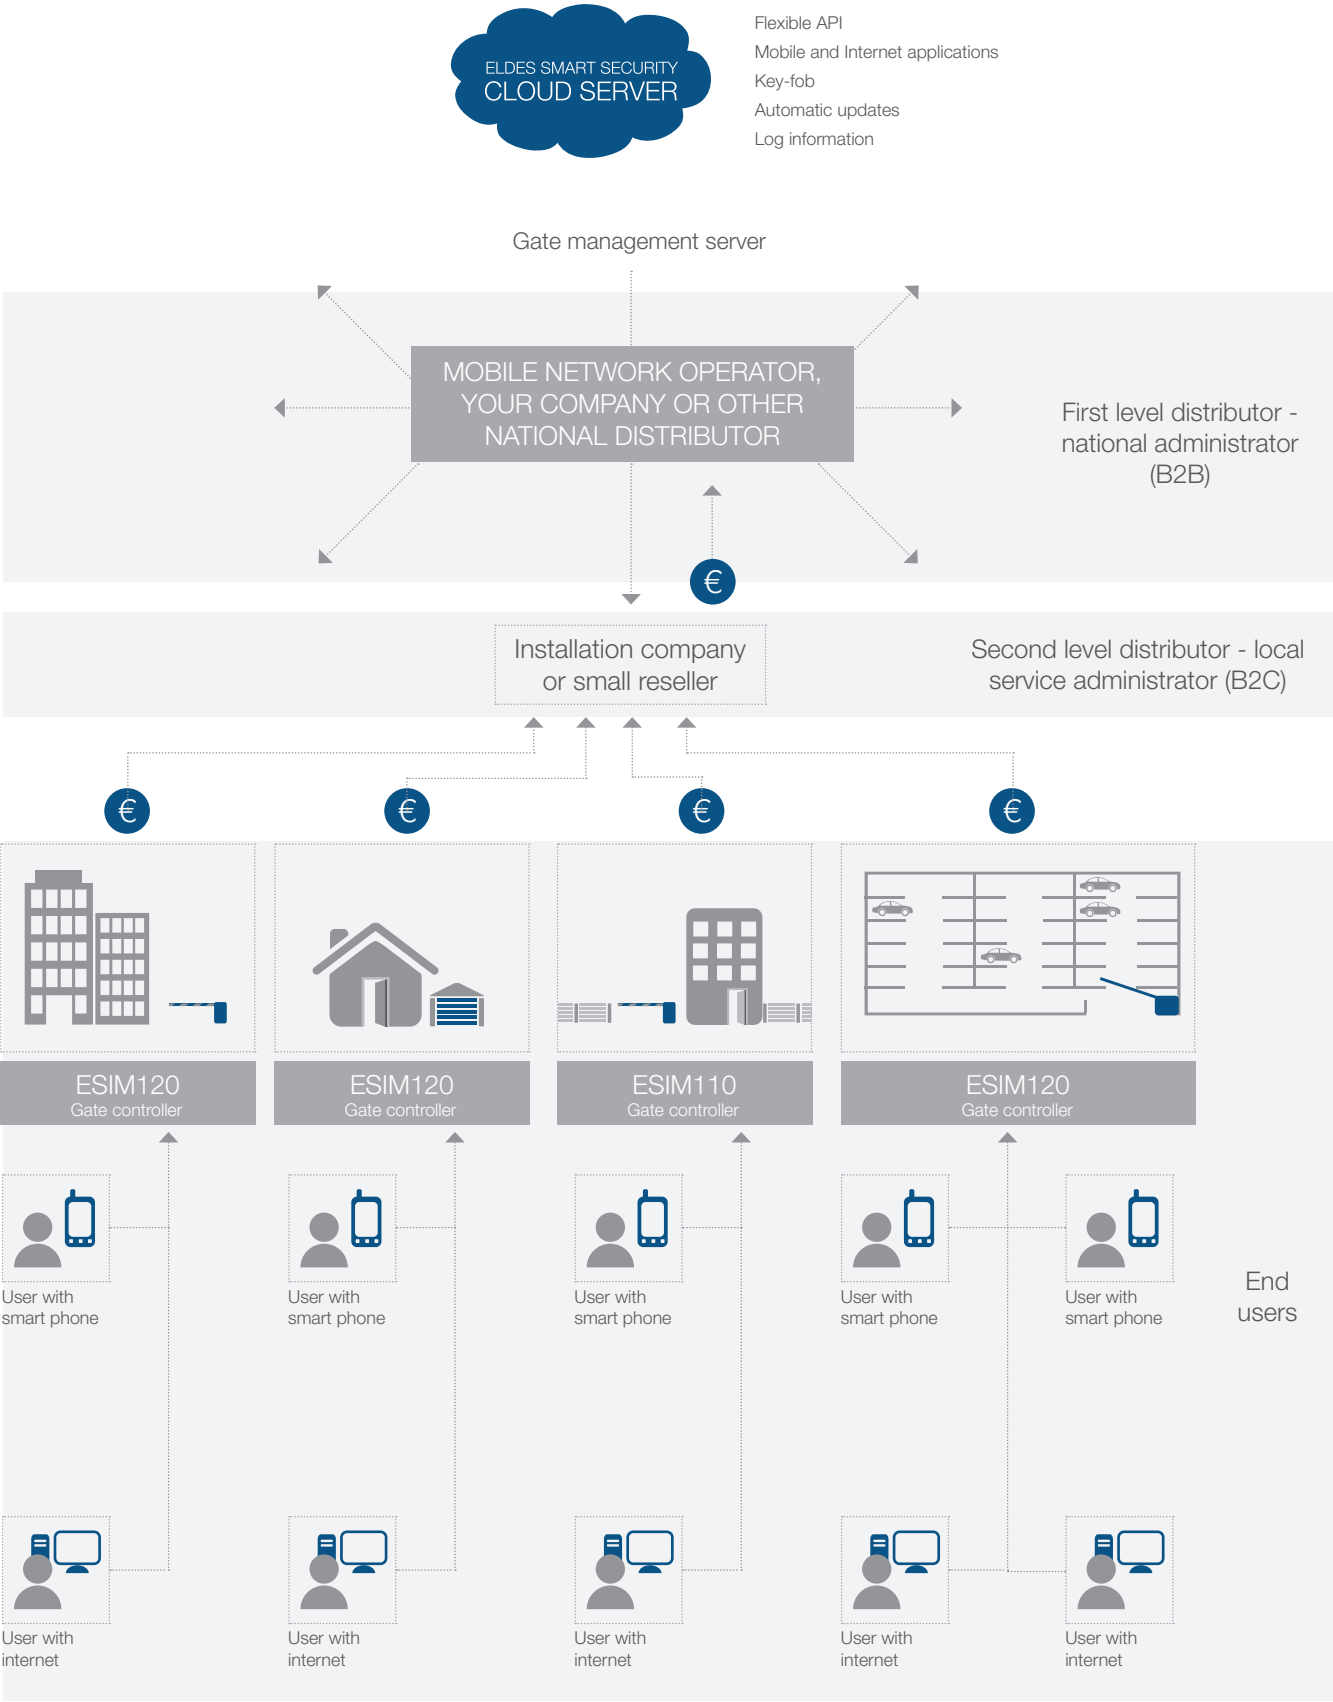 ELDES SMART SECURITY
CLOUD SERVER
Flexible API
Mobile and Internet applications
Key-fob
Automatic updates
Log information
Gate management server
MOBILE NETWORK OPERATOR,
YOUR COMPANY OR OTHER
NATIONAL DISTRIBUTOR
First level distributor -
national administrator
(B2B)
€
Installation company
or small reseller
Second level distributor - local
service administrator (B2C)
€
€
€
€
ESIM120
Gate controller
ESIM120
Gate controller
ESIM110
Gate controller
ESIM120
Gate controller
User with
smart phone
User with
smart phone
User with
smart phone
User with
smart phone
User with
smart phone
End
users
User with
internet
User with
internet
User with
internet
User with
internet
User with
internet